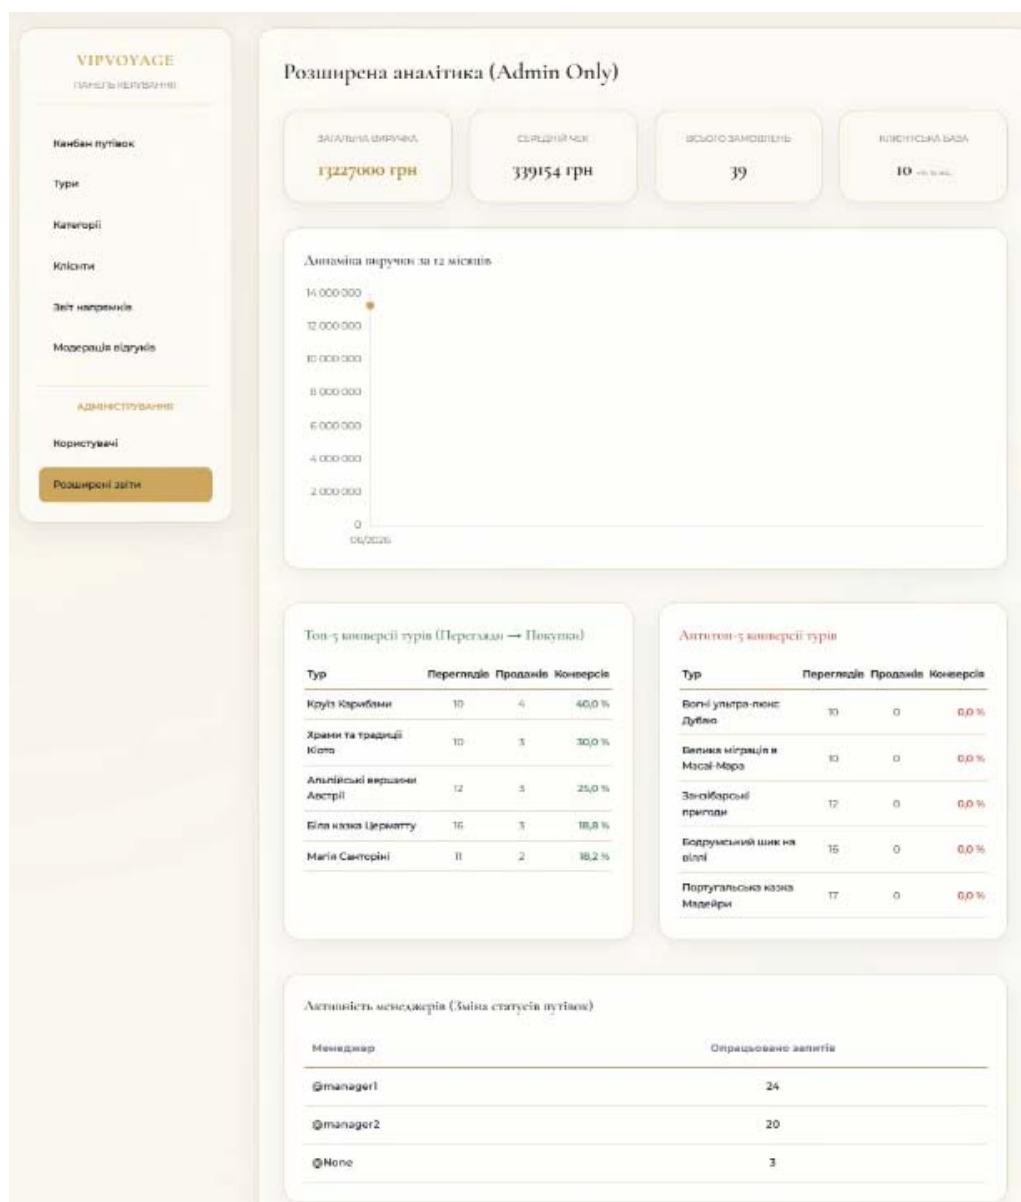 VIPVOYAGE
ПАНЕЛЬ КЕРУВАННЯ
Канбан путівок
Тури
Категорії
Клієнти
Звіт напрямків
Модерація відгуків
АДМІНІСТРУВАННЯ
Користувачі
Розширені звіти
Розширена аналітика (Admin Only)
ЗАГАЛЬНА ВИРУЧКА
13227000 грн
СЕРЕДНІЙ ЧЕК
339154 грн
ВСЬОГО ЗАМОВЛЕНЬ
39
КЛІЄНТСЬКА БАЗА
10
Динаміка виручки за 12 місяців
14 000 000
12 000 000
10 000 000
8 000 000
6 000 000
4 000 000
2 000 000
0
06/2026
Топ-5 конверсії турів (Перегляди → Покупки)
Тур Переглядів Продажів Конверсія
Круїз Карибами 10 4 40,0 %
Храми та традиції
Кіото 10 3 30,0 %
Альпійські вершини
Австрії 12 3 25,0 %
Біла казка Церматту 16 3 18,8 %
Магія Санторіні 11 2 18,2 %
Антитоп-5 конверсії турів
Тур Переглядів Продажів Конверсія
Вогні ультра-люкс
Дубаю 10 0 0,0 %
Велика міграція в
Масаї-Мара 10 0 0,0 %
Занзібарські
пригоди 12 0 0,0 %
Бодрумський шик на
віллі 16 0 0,0 %
Португальська казка
Мадейри 17 0 0,0 %
Активність менеджерів (Зміна статусів путівок)
Менеджер Опрацьовано запитів
@manager1 24
@manager2 20
@None 3